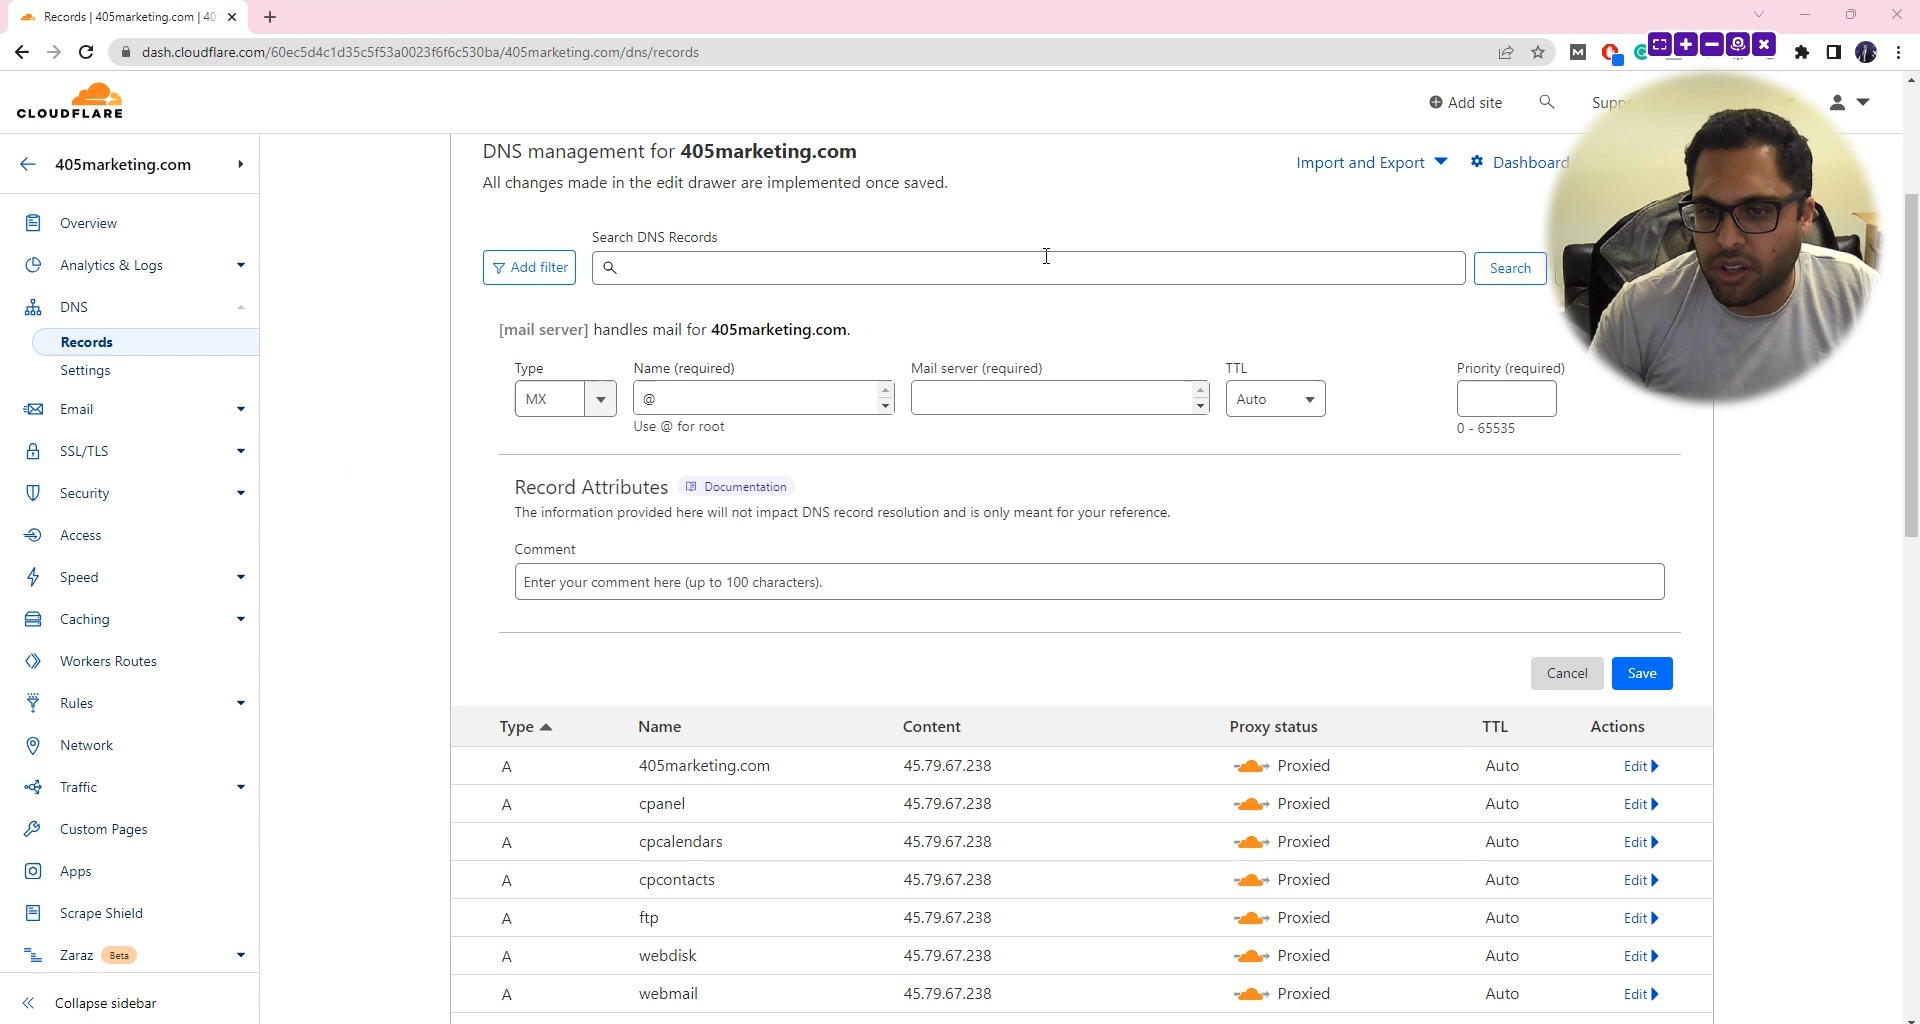 Records | 405marketing.com | 40
dash.cloudflare.com/60ec5d4c1d35c5f53a0023f6f6c530ba/405marketing.com/dns/records
CLOUDFLARE
Add site
Supp
405marketing.com
Overview
Analytics & Logs
DNS
Records
Settings
Email
SSL/TLS
Security
Access
Speed
Caching
Workers Routes
Rules
Network
Traffic
Custom Pages
Apps
Scrape Shield
Zaraz Beta
Collapse sidebar
DNS management for 405marketing.com
Import and Export
Dashboard
All changes made in the edit drawer are implemented once saved.
Search DNS Records
Add filter
Search
[mail server] handles mail for 405marketing.com.
Type Name (required) Mail server (required) TTL Priority (required)
MX @ Auto
Use @ for root 0 - 65535
Record Attributes Documentation
The information provided here will not impact DNS record resolution and is only meant for your reference.
Comment
Enter your comment here (up to 100 characters).
Cancel Save
Type Name Content Proxy status TTL Actions
A 405marketing.com 45.79.67.238 Proxied Auto Edit
A cpanel 45.79.67.238 Proxied Auto Edit
A cpcalendars 45.79.67.238 Proxied Auto Edit
A cpcontacts 45.79.67.238 Proxied Auto Edit
A ftp 45.79.67.238 Proxied Auto Edit
A webdisk 45.79.67.238 Proxied Auto Edit
A webmail 45.79.67.238 Proxied Auto Edit